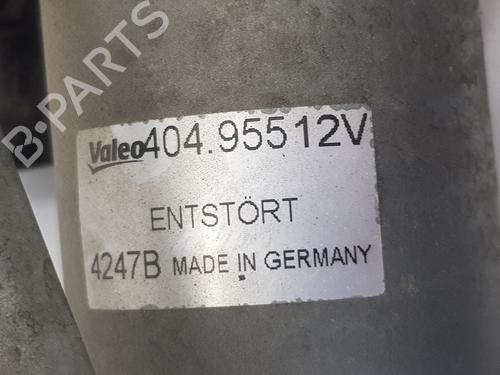 B-PARTS
Valeo 404.955 12V
ENTSTÖRT
4247B MADE IN GERMANY